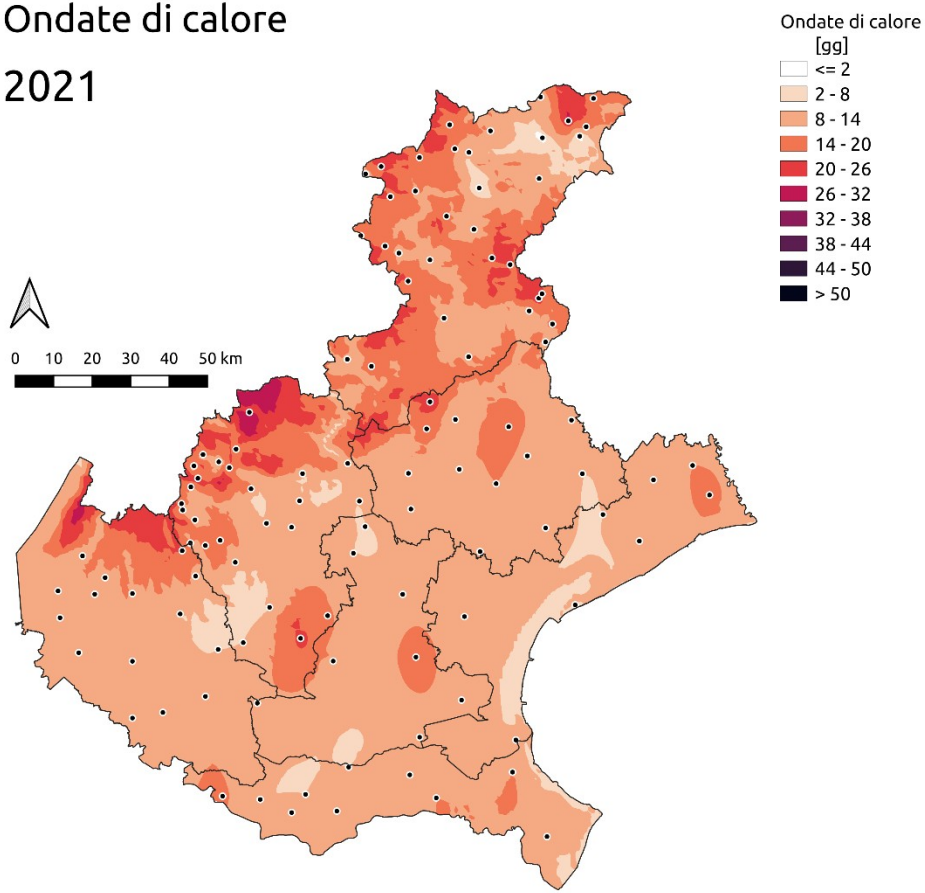 Ondate di calore
2021
Ondate di calore
[gg]
<= 2
2 - 8
8 - 14
14 - 20
20 - 26
26 - 32
32 - 38
38 - 44
44 - 50
> 50
0 10 20 30 40 50 km